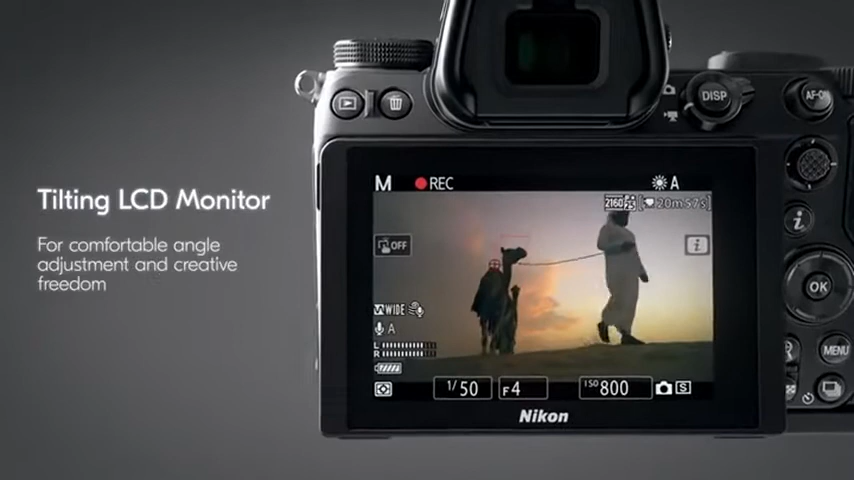 Tilting LCD Monitor
For comfortable angle
adjustment and creative
freedom
DISP
AF-ON
M REC A
2160 25 [20m57s]
OFF i
i
WIDE
A
L
R
OK
MENU
1/50 F4 ISO 800 S
Nikon